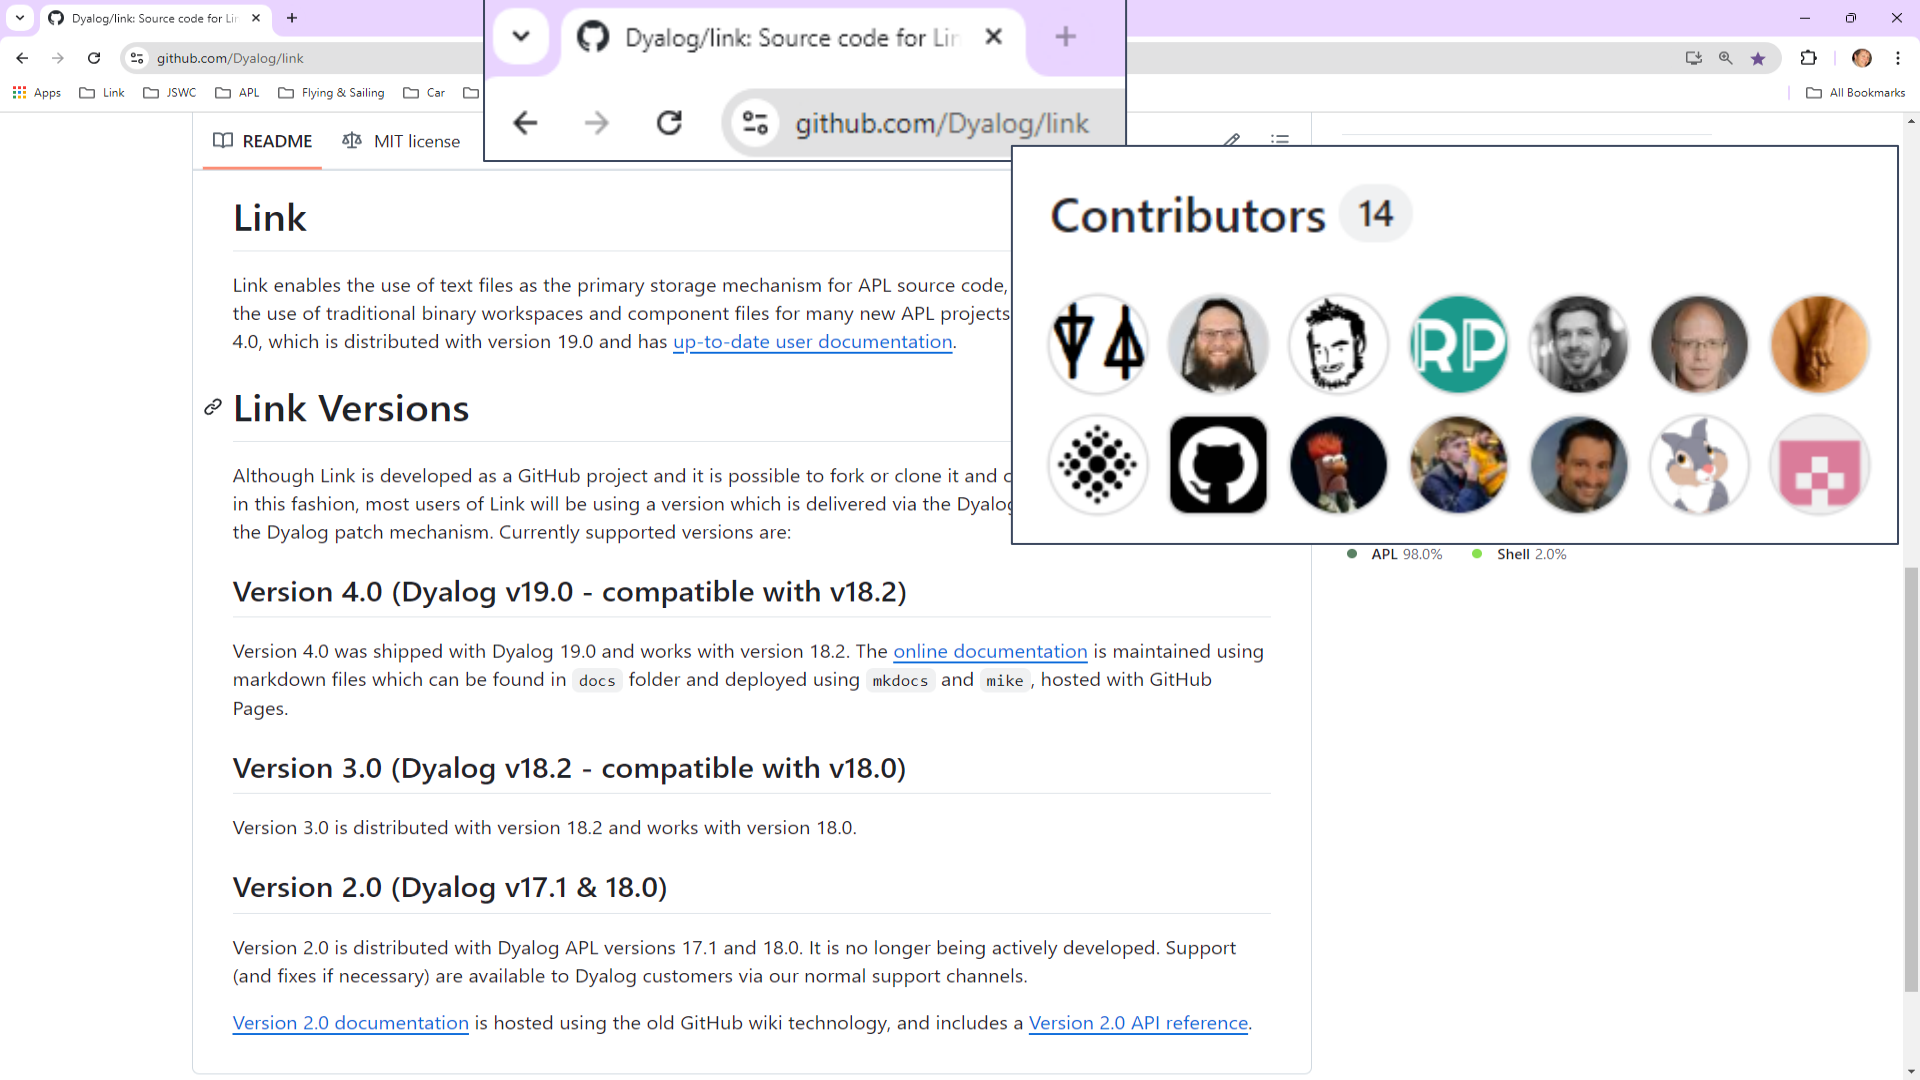 Dyalog/link: Source code for Lin
github.com/Dyalog/link
Apps
Link
JSWC
APL
Flying & Sailing
Car
All Bookmarks
Dyalog/link: Source code for Lin
github.com/Dyalog/link
README
MIT license
Link
Link enables the use of text files as the primary storage mechanism for APL source code,
the use of traditional binary workspaces and component files for many new APL projects
4.0, which is distributed with version 19.0 and has up-to-date user documentation.
Link Versions
Although Link is developed as a GitHub project and it is possible to fork or clone it and
in this fashion, most users of Link will be using a version which is delivered via the Dyalog
the Dyalog patch mechanism. Currently supported versions are:
Version 4.0 (Dyalog v19.0 - compatible with v18.2)
Version 4.0 was shipped with Dyalog 19.0 and works with version 18.2. The online documentation is maintained using
markdown files which can be found in docs folder and deployed using mkdocs and mike, hosted with GitHub
Pages.
Version 3.0 (Dyalog v18.2 - compatible with v18.0)
Version 3.0 is distributed with version 18.2 and works with version 18.0.
Version 2.0 (Dyalog v17.1 & 18.0)
Version 2.0 is distributed with Dyalog APL versions 17.1 and 18.0. It is no longer being actively developed. Support
(and fixes if necessary) are available to Dyalog customers via our normal support channels.
Version 2.0 documentation is hosted using the old GitHub wiki technology, and includes a Version 2.0 API reference.
Contributors 14
RP
APL 98.0%
Shell 2.0%